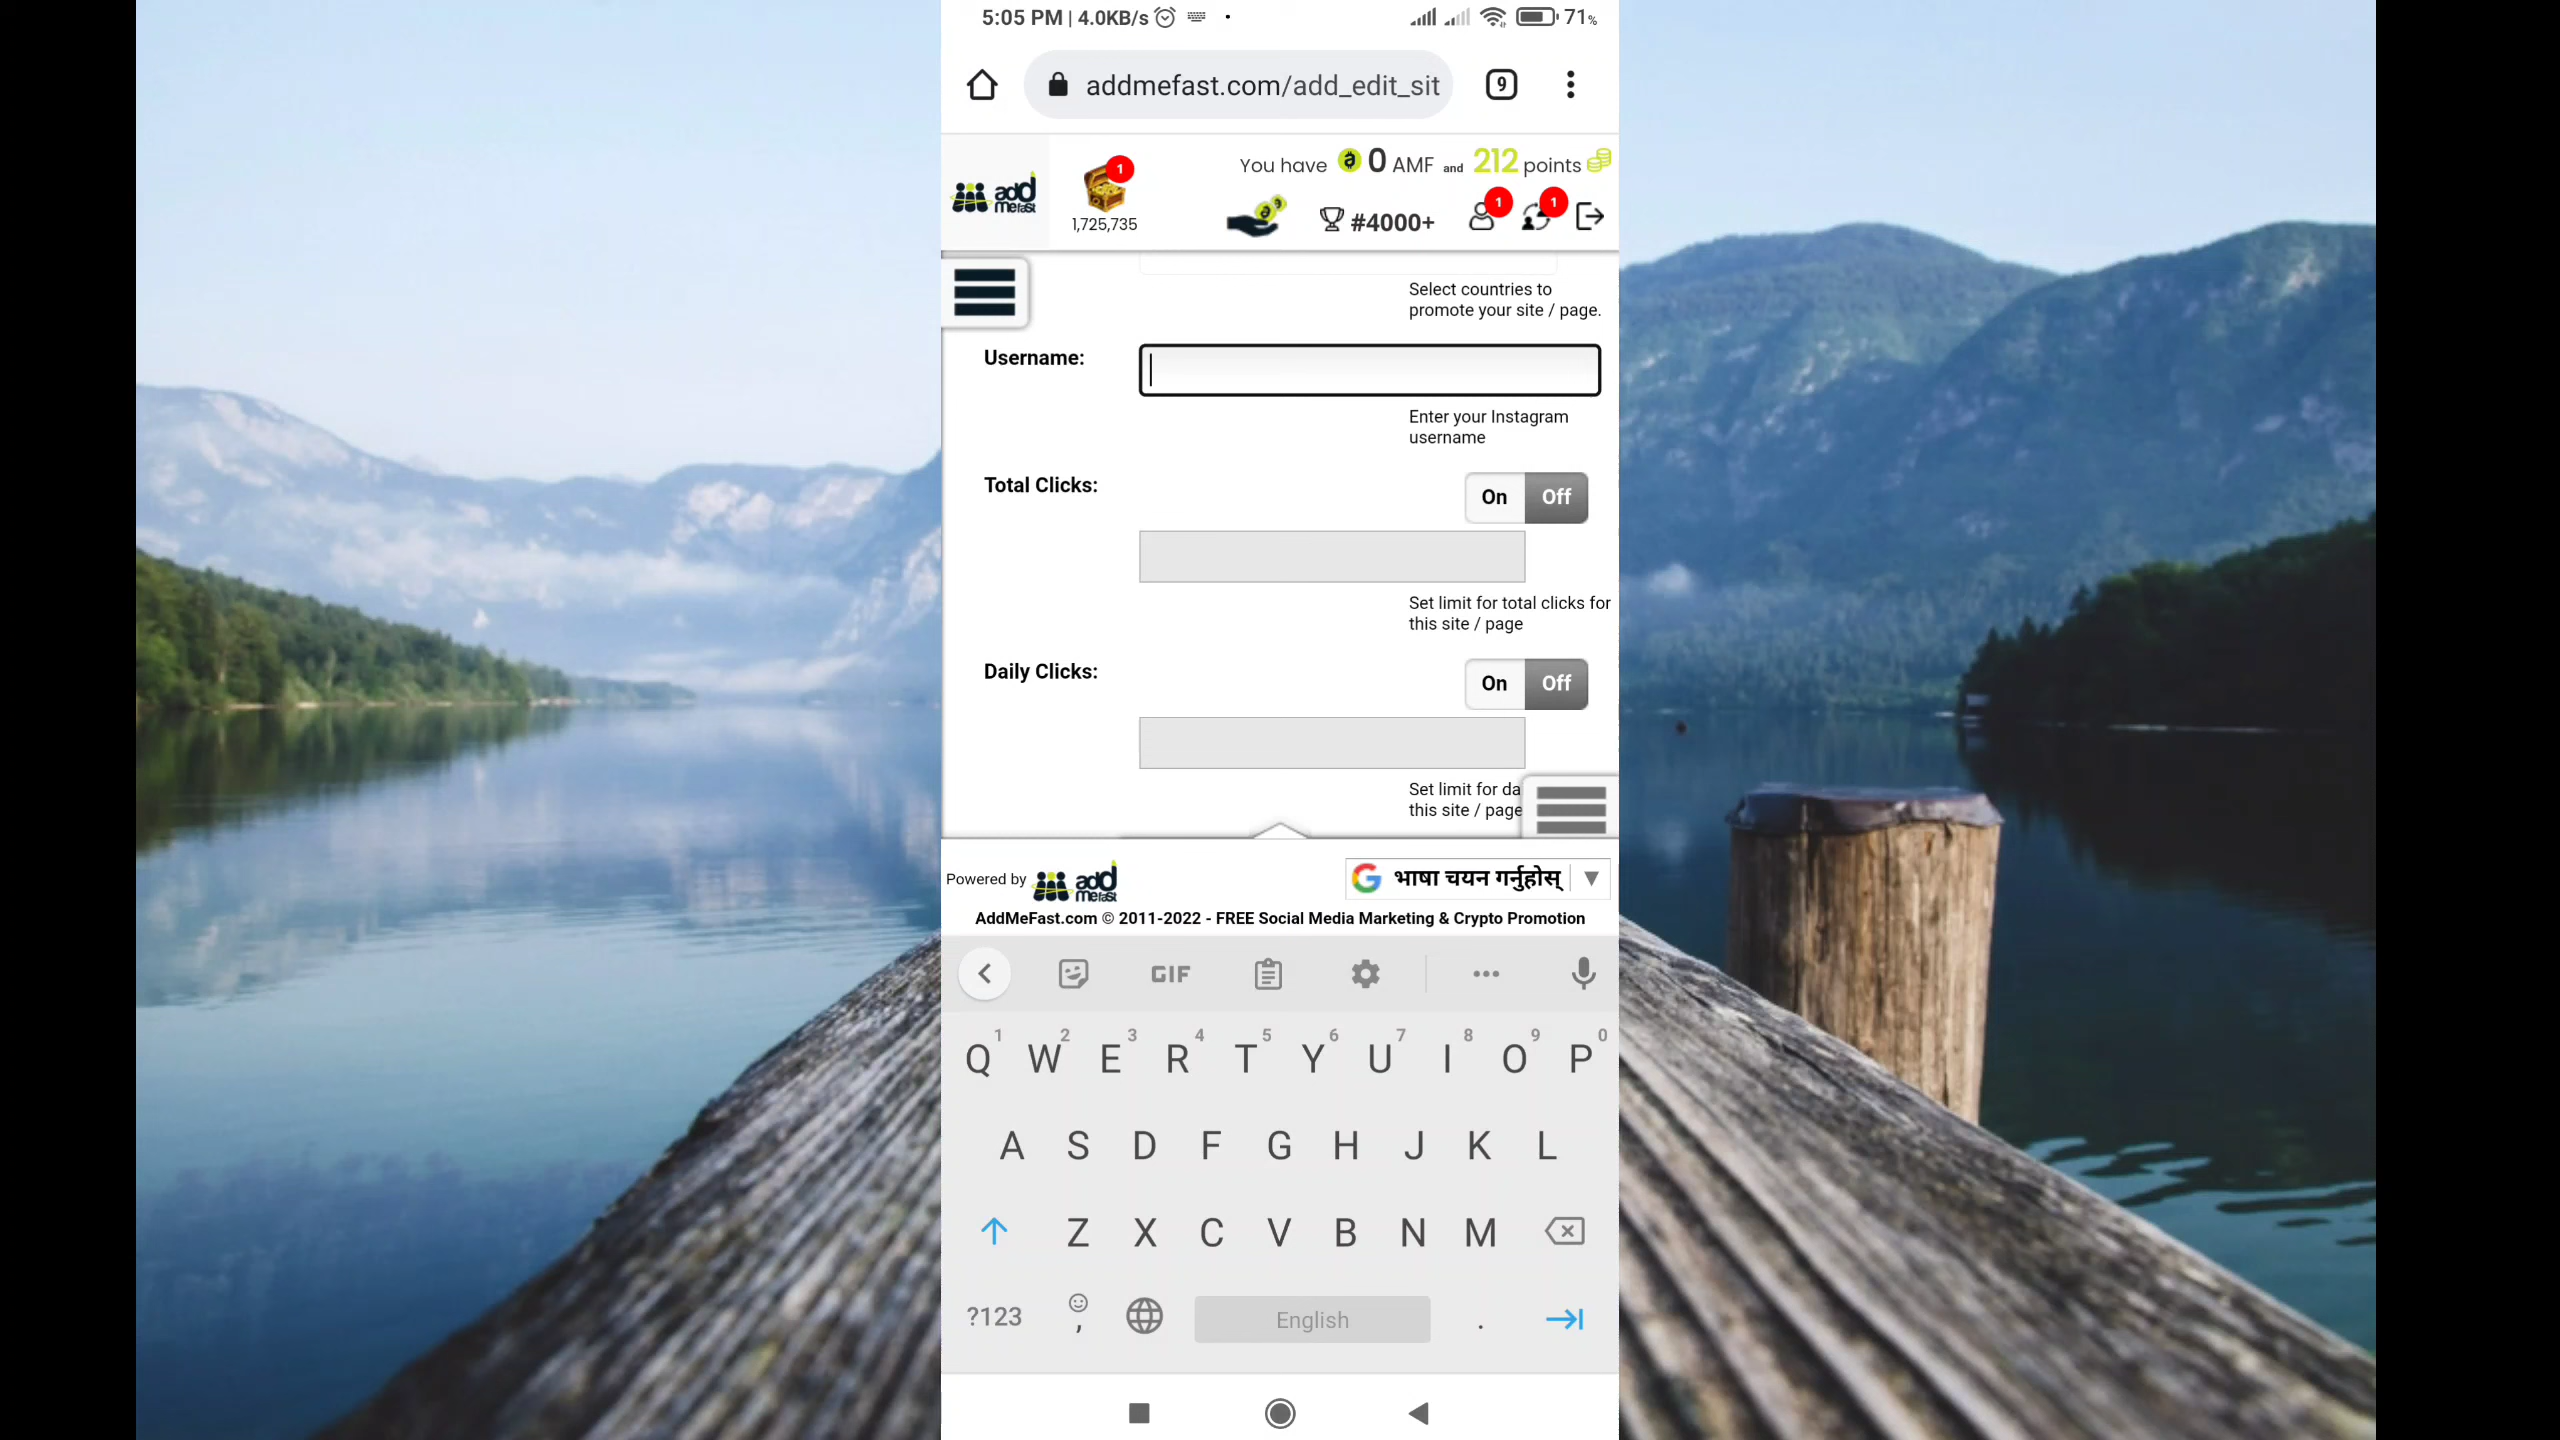 5:05 PM | 4.0KB/s
71%
addmefast.com/add_edit_sit
9
You have 0 AMF and 212 points
1
add mefast
1,725,735
#4000+
1
1
Select countries to
promote your site / page.
Username:
Enter your Instagram
username
Total Clicks:
On Off
Set limit for total clicks for
this site / page
Daily Clicks:
On Off
Set limit for da
this site / page
Powered by add mefast
भाषा चयन गर्नुहोस् ▼
AddMeFast.com © 2011-2022 - FREE Social Media Marketing & Crypto Promotion
GIF
1 2 3 4 5 6 7 8 9 0
Q W E R T Y U I O P
A S D F G H J K L
Z X C V B N M
?123 , English .